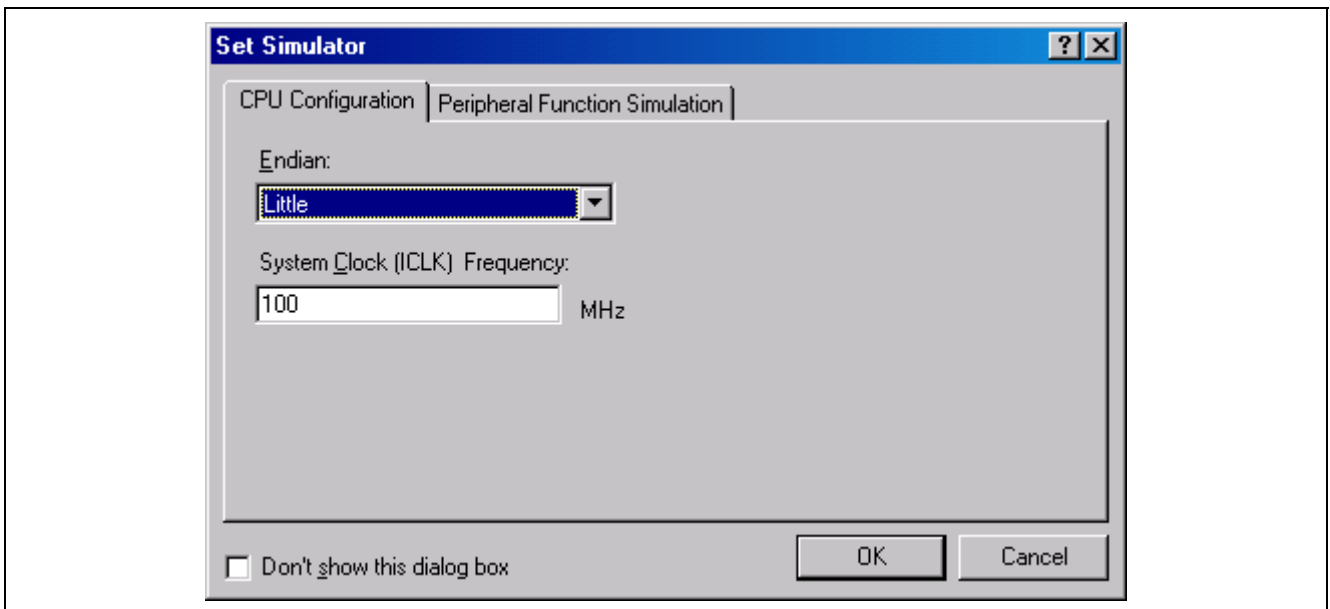 Set Simulator
CPU Configuration Peripheral Function Simulation
Endian:
Little
System Clock (ICLK) Frequency:
100 MHz
Don't show this dialog box OK Cancel